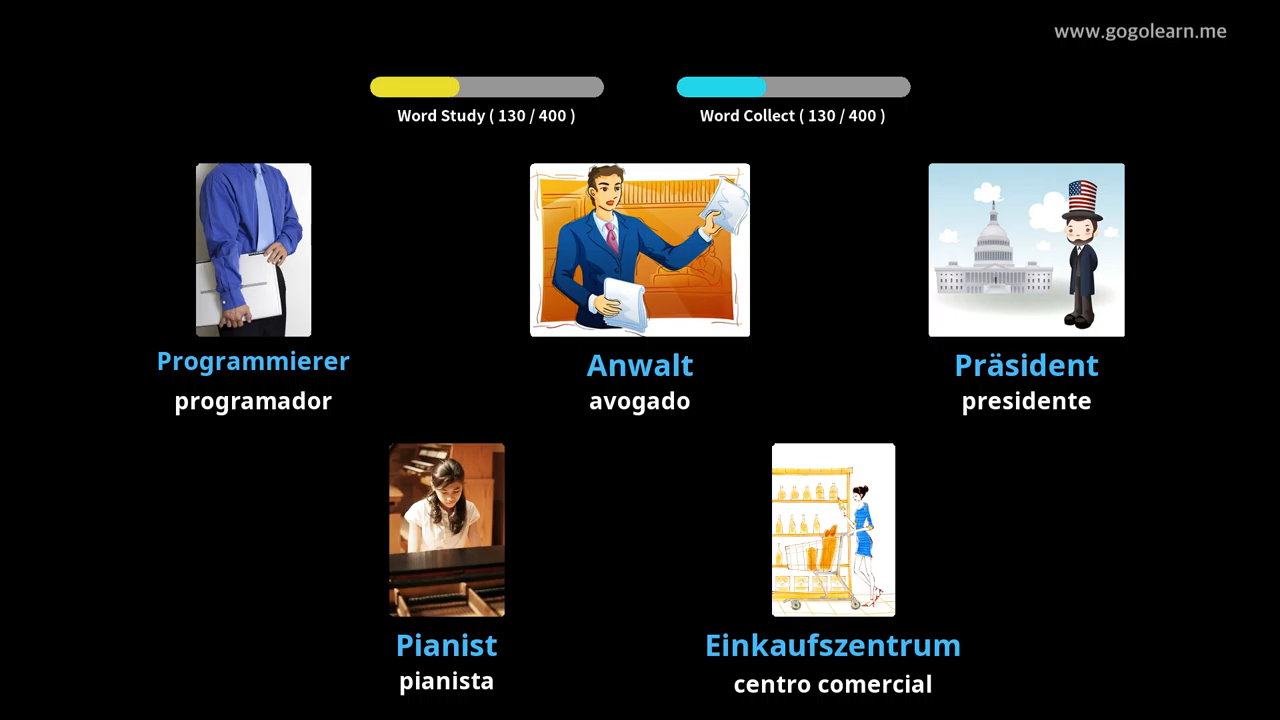 www.gogolearn.me
Word Study ( 130 / 400 )
Word Collect ( 130 / 400 )
Programmierer
programador
Anwalt
avogado
Präsident
presidente
Pianist
pianista
Einkaufszentrum
centro comercial